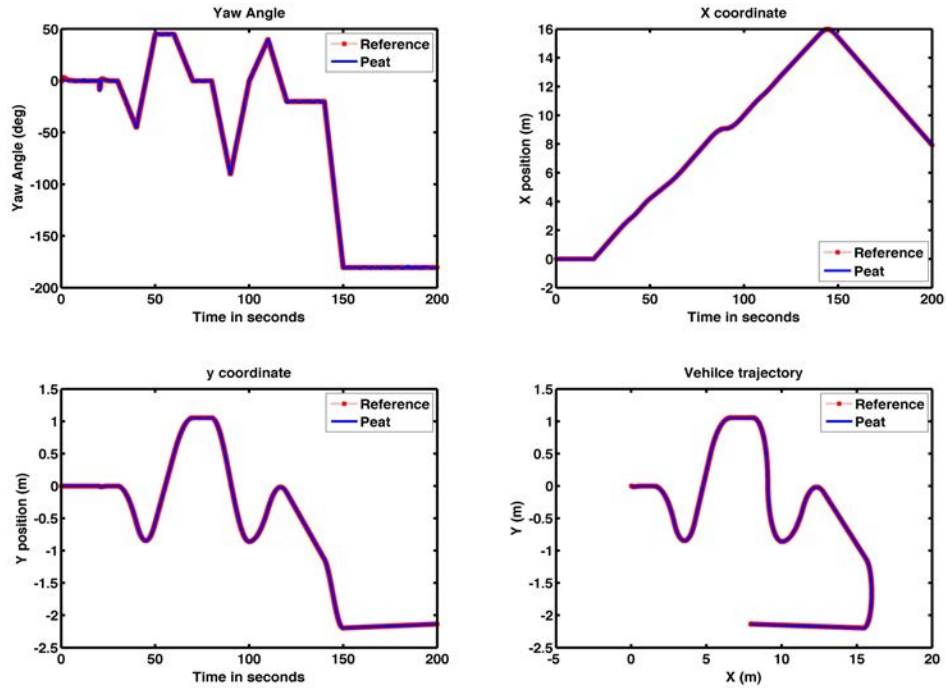 Yaw Angle
50
0
-50
-100
-150
-200
Yaw Angle (deg)
Reference
Peat
0
50
100
150
200
Time in seconds
X coordinate
16
14
12
10
8
6
4
2
0
-2
X position (m)
Reference
Peat
0
50
100
150
200
Time in seconds
y coordinate
1.5
1
0.5
0
-0.5
-1
-1.5
-2
-2.5
Y position (m)
Reference
Peat
0
50
100
150
200
Time in seconds
Vehilce trajectory
1.5
1
0.5
0
-0.5
-1
-1.5
-2
-2.5
Y (m)
Reference
Peat
-5
0
5
10
15
20
X (m)